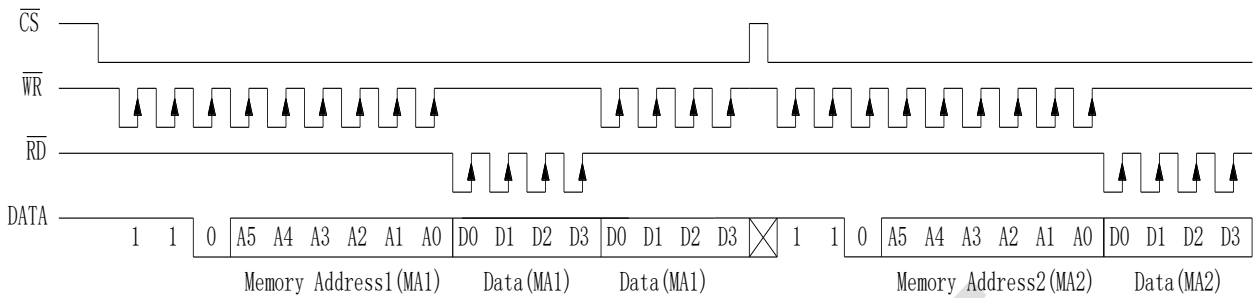 CS
WR
RD
DATA
1 1 0 A5 A4 A3 A2 A1 A0 D0 D1 D2 D3 D0 D1 D2 D3 1 1 0 A5 A4 A3 A2 A1 A0 D0 D1 D2 D3
Memory Address1(MA1) Data(MA1) Data(MA1) Memory Address2(MA2) Data(MA2)